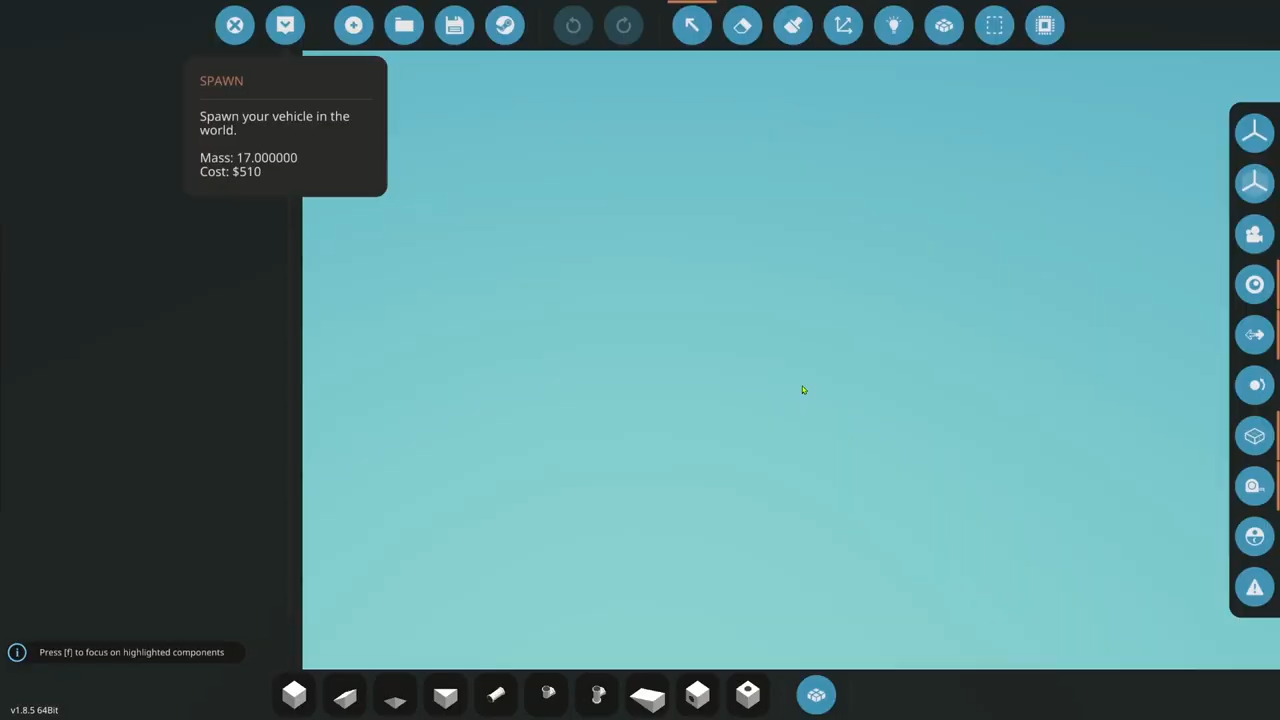 SPAWN
Spawn your vehicle in the
world.
Mass: 17.000000
Cost: $510
Press [f] to focus on highlighted components
v1.8.5 64Bit